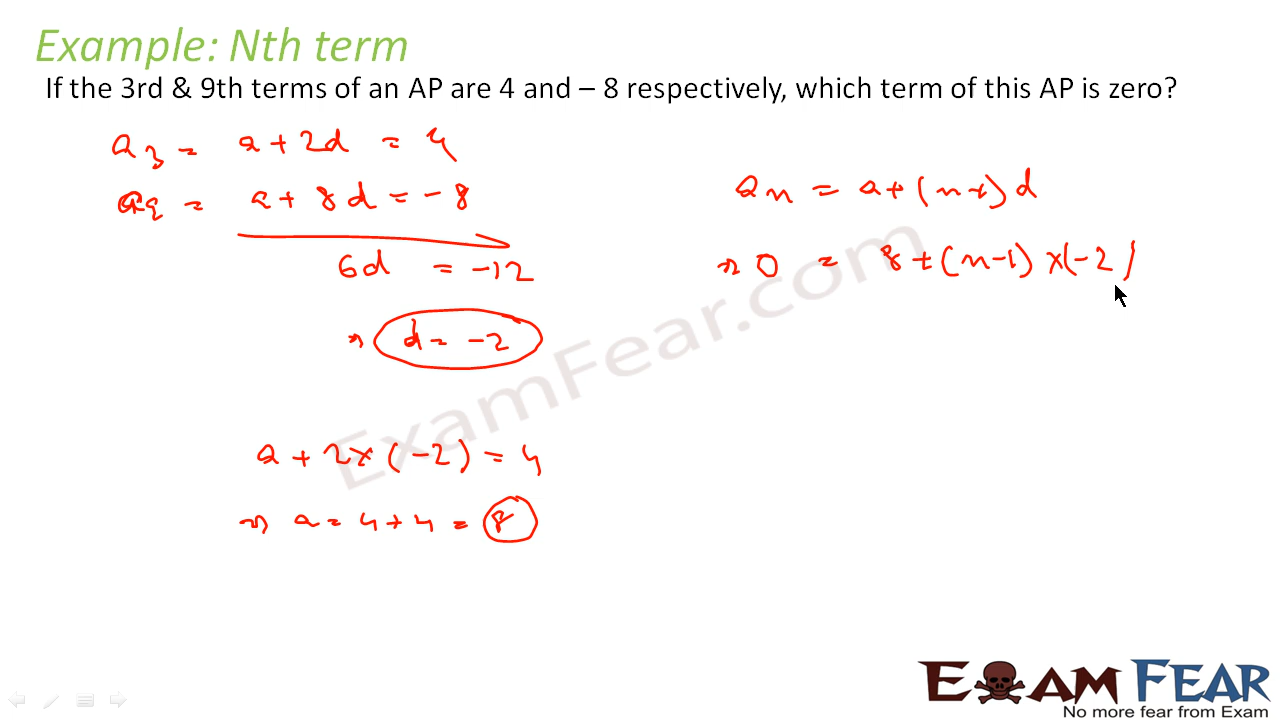 Example: Nth term
If the 3rd & 9th terms of an AP are 4 and – 8 respectively, which term of this AP is zero?
a3 = a + 2d = 4
a9 = a + 8d = -8
6d = -12
⇒ d = -2
a + 2 × (-2) = 4
⇒ a = 4 + 4 = 8
an = a + (n-1) d
⇒ 0 = 8 + (n-1) × (-2)
ExamFear.com
EXAM FEAR
No more fear from Exam